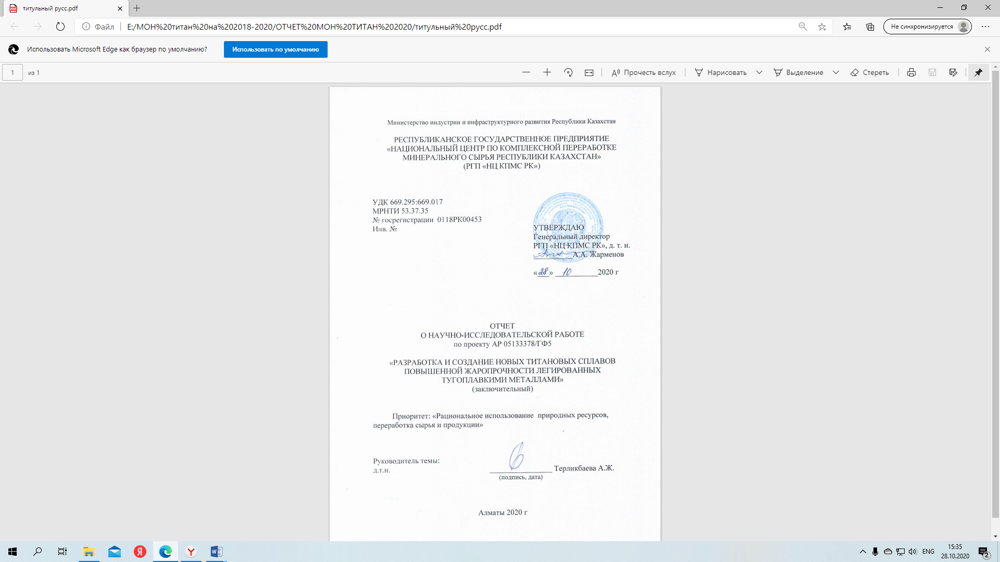 титульный русс.pdf
Файл
E:/МОН%20титан%20на%202018-2020/ОТЧЕТ%20МОН%20ТИТАН%202020/титульный%20русс.pdf
Не синхронизируется
Использовать Microsoft Edge как браузер по умолчанию?
Использовать по умолчанию
1 из 1
Прочесть вслух
Нарисовать
Выделение
Стереть
Министерство индустрии и инфраструктурного развития Республики Казахстан
РЕСПУБЛИКАНСКОЕ ГОСУДАРСТВЕННОЕ ПРЕДПРИЯТИЕ
«НАЦИОНАЛЬНЫЙ ЦЕНТР ПО КОМПЛЕКСНОЙ ПЕРЕРАБОТКЕ
МИНЕРАЛЬНОГО СЫРЬЯ РЕСПУБЛИКИ КАЗАХСТАН»
(РГП «НЦ КПМС РК»)
УДК 669.295:669.017
МРНТИ 53.37.35
№ госрегистрации 0118РК00453
Инв. №
УТВЕРЖДАЮ
Генеральный директор
РГП «НЦ КПМС РК», д. т. н.
__________А.А. Жарменов
«28» 10 2020 г
ОТЧЕТ
О НАУЧНО-ИССЛЕДОВАТЕЛЬСКОЙ РАБОТЕ
по проекту АР 05133378/ГФ5
«РАЗРАБОТКА И СОЗДАНИЕ НОВЫХ ТИТАНОВЫХ СПЛАВОВ
ПОВЫШЕННОЙ ЖАРОПРОЧНОСТИ ЛЕГИРОВАННЫХ
ТУГОПЛАВКИМИ МЕТАЛЛАМИ»
(заключительный)
Приоритет: «Рациональное использование природных ресурсов,
переработка сырья и продукции»
Руководитель темы:
д.т.н. ________________ Терликбаева А.Ж.
(подпись, дата)
Алматы 2020 г
ENG
15:35
28.10.2020
2